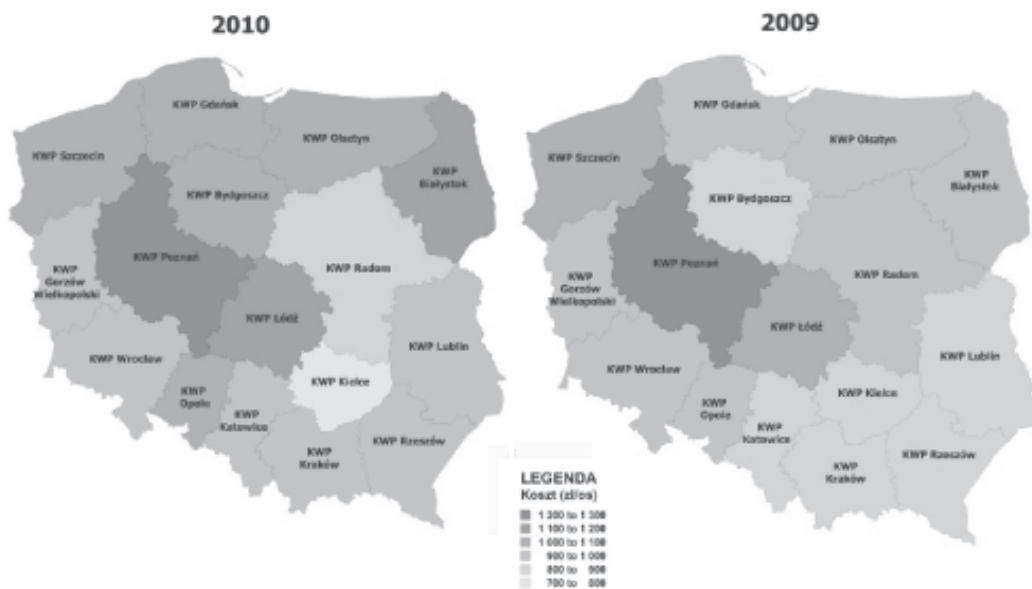 2010
2009
KWP Gdańsk
KWP Olsztyn
KWP Szczecin
KWP
Białystok
KWP Bydgoszcz
KWP Poznań
KWP Radom
KWP
Gorzów
Wielkopolski
KWP Łódź
KWP Lublin
KWP Wrocław
KWP Kielce
KWP
Opole
KWP
Katowice
KWP
Kraków
KWP Rzeszów
KWP Gdańsk
KWP Olsztyn
KWP Szczecin
KWP
Białystok
KWP Bydgoszcz
KWP Poznań
KWP Radom
KWP
Gorzów
Wielkopolski
KWP Łódź
KWP Lublin
KWP Wrocław
KWP Kielce
KWP
Opole
KWP
Katowice
KWP
Kraków
KWP Rzeszów
LEGENDA
Koszt (zł/os)
1 200 to 1 300
1 100 to 1 200
1 000 to 1 100
900 to 1 000
800 to 900
700 to 800